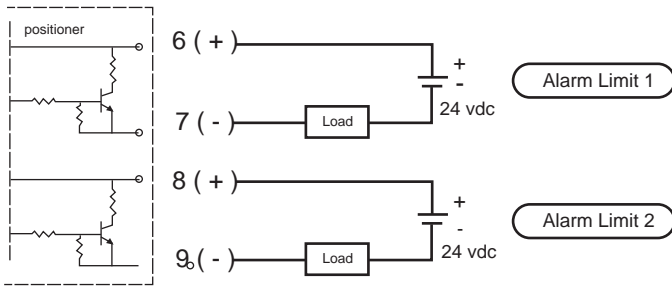 positioner
6 ( + )
+
-
24 vdc
Alarm Limit 1
7 ( - )
Load
8 ( + )
+
-
24 vdc
Alarm Limit 2
9 ( - )
Load